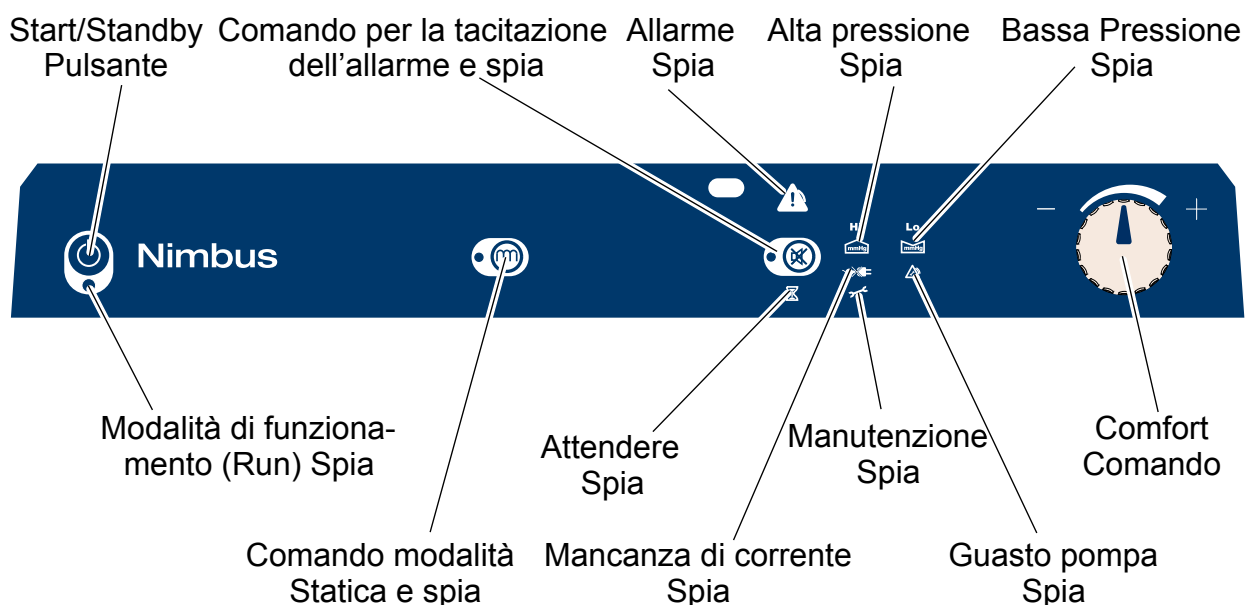 Start/Standby
Pulsante
Comando per la tacitazione
dell'allarme e spia
Allarme
Spia
Alta pressione
Spia
Bassa Pressione
Spia
Hi
mmHg
Lo
mmHg
Nimbus
Modalità di funziona-
mento (Run) Spia
Comando modalità
Statica e spia
Attendere
Spia
Mancanza di corrente
Spia
Manutenzione
Spia
Guasto pompa
Spia
Comfort
Comando